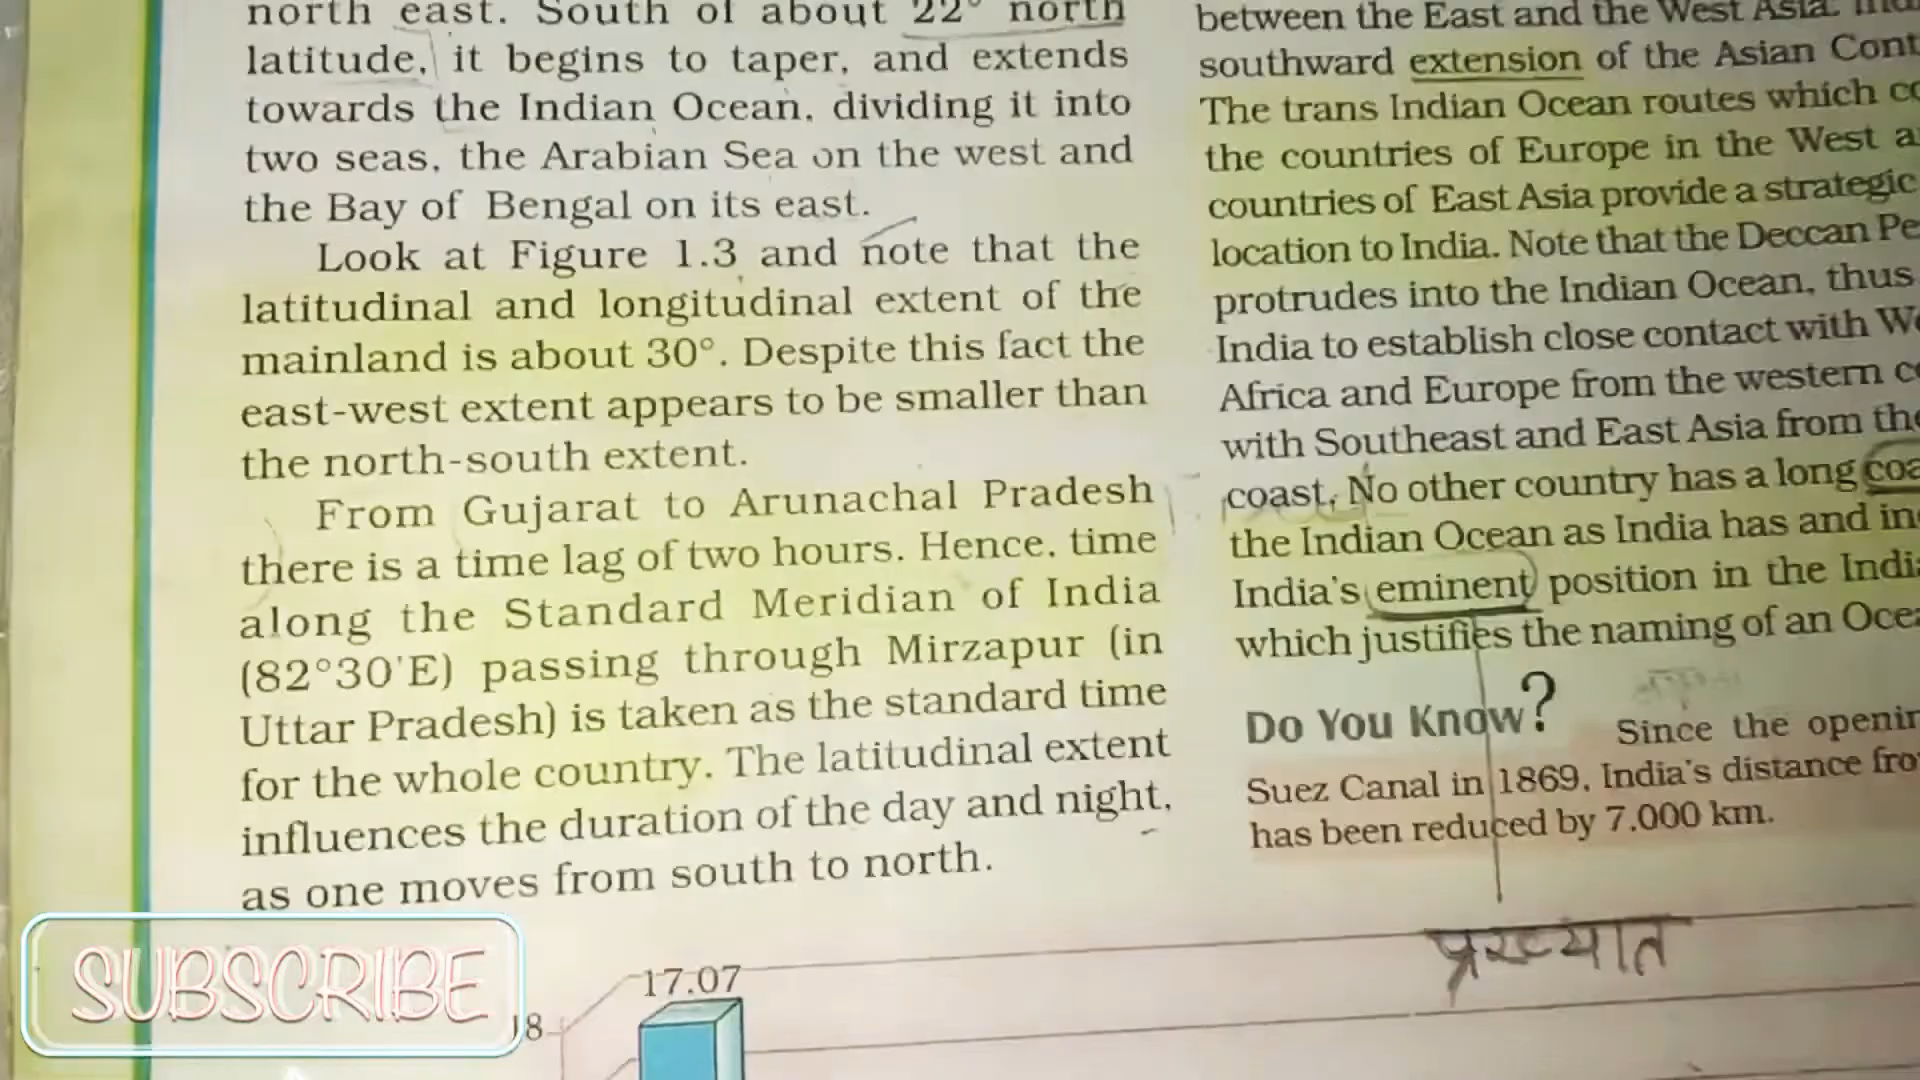 north east. South of about 22° north
latitude, it begins to taper, and extends
towards the Indian Ocean, dividing it into
two seas, the Arabian Sea on the west and
the Bay of Bengal on its east.
Look at Figure 1.3 and note that the
latitudinal and longitudinal extent of the
mainland is about 30°. Despite this fact the
east-west extent appears to be smaller than
the north-south extent.
From Gujarat to Arunachal Pradesh
there is a time lag of two hours. Hence, time
along the Standard Meridian of India
(82°30'E) passing through Mirzapur (in
Uttar Pradesh) is taken as the standard time
for the whole country. The latitudinal extent
influences the duration of the day and night,
as one moves from south to north.
between the East and the West Asia.
southward extension of the Asian
The trans Indian Ocean routes which
the countries of Europe in the West
countries of East Asia provide a strategic
location to India. Note that the Deccan
protrudes into the Indian Ocean, thus
India to establish close contact with
Africa and Europe from the western
with Southeast and East Asia from
coast. No other country has a long
the Indian Ocean as India has and
India's eminent position in the
which justifies the naming of an
Do You Know?
Since the
Suez Canal in 1869, India's distance
has been reduced by 7,000 km.
प्रख्यात
17.07
18
SUBSCRIBE